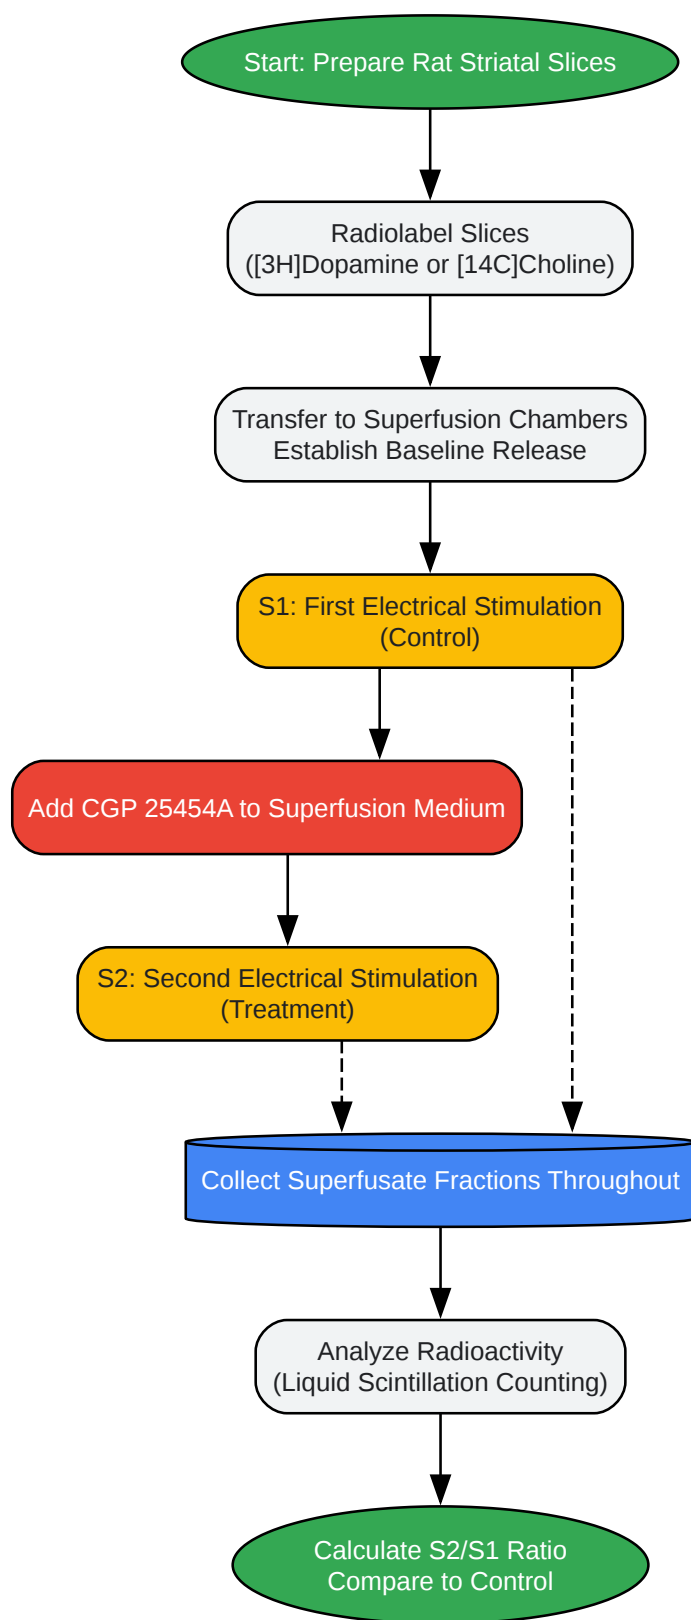 Start: Prepare Rat Striatal Slices
Radiolabel Slices
([3H]Dopamine or [14C]Choline)
Transfer to Superfusion Chambers
Establish Baseline Release
S1: First Electrical Stimulation
(Control)
Add CGP 25454A to Superfusion Medium
S2: Second Electrical Stimulation
(Treatment)
Collect Superfusate Fractions Throughout
Analyze Radioactivity
(Liquid Scintillation Counting)
Calculate S2/S1 Ratio
Compare to Control